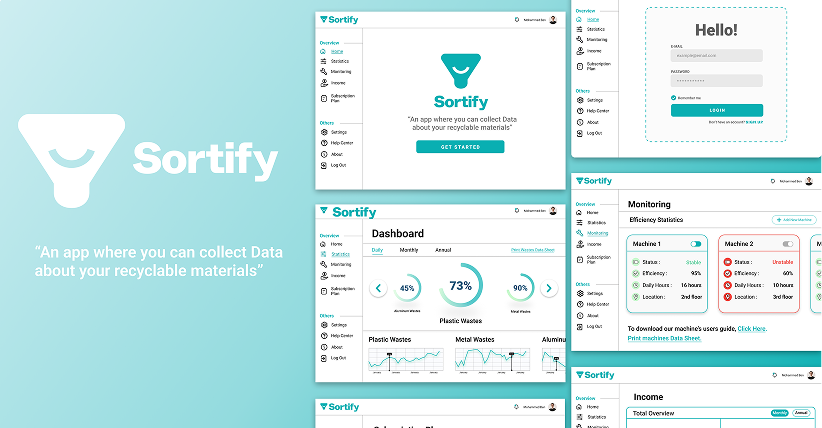 Sortify
“An app where you can collect Data
about your recyclable materials”
Sortify
Mohammed Ben
Overview
Home
Statistics
Monitoring
Income
Subscription
Plan
Others
Settings
Help Center
About
Log Out
Sortify
“An app where you can collect Data
about your recyclable materials”
GET STARTED
Home
Statistics
Monitoring
Income
Subscription
Plan
Others
Settings
Help Center
About
Log Out
Hello!
E-MAIL
example@email.com
PASSWORD
Remember me
LOGIN
Don't have an account?
Sortify
Mohammed Ben
Overview
Home
Statistics
Monitoring
Income
Subscription
Plan
Others
Settings
Help Center
About
Log Out
Dashboard
Daily Monthly Annual
Print Wastes Data Sheet
45%
73%
90%
Aluminum Wastes
Metal Wastes
Plastic Wastes
Plastic Wastes Metal Wastes Aluminu
Sortify
Mohammed Ben
Overview
Home
Statistics
Monitoring
Income
Subscription
Plan
Others
Settings
Help Center
About
Log Out
Monitoring
Efficiency Statistics
Add New Machine
Machine 1
Status : Stable
Efficiency : 95%
Daily Hours : 16 hours
Location : 2nd floor
Machine 2
Status : Unstable
Efficiency : 60%
Daily Hours : 10 hours
Location : 3rd floor
To download our machine's users guide, Click Here.
Print machines Data Sheet.
Sortify
Mohammed Ben
Overview
Home
Sortify
Mohammed Ben
Overview
Home
Statistics
Monitoring
Income
Total Overview
Monthly Annual